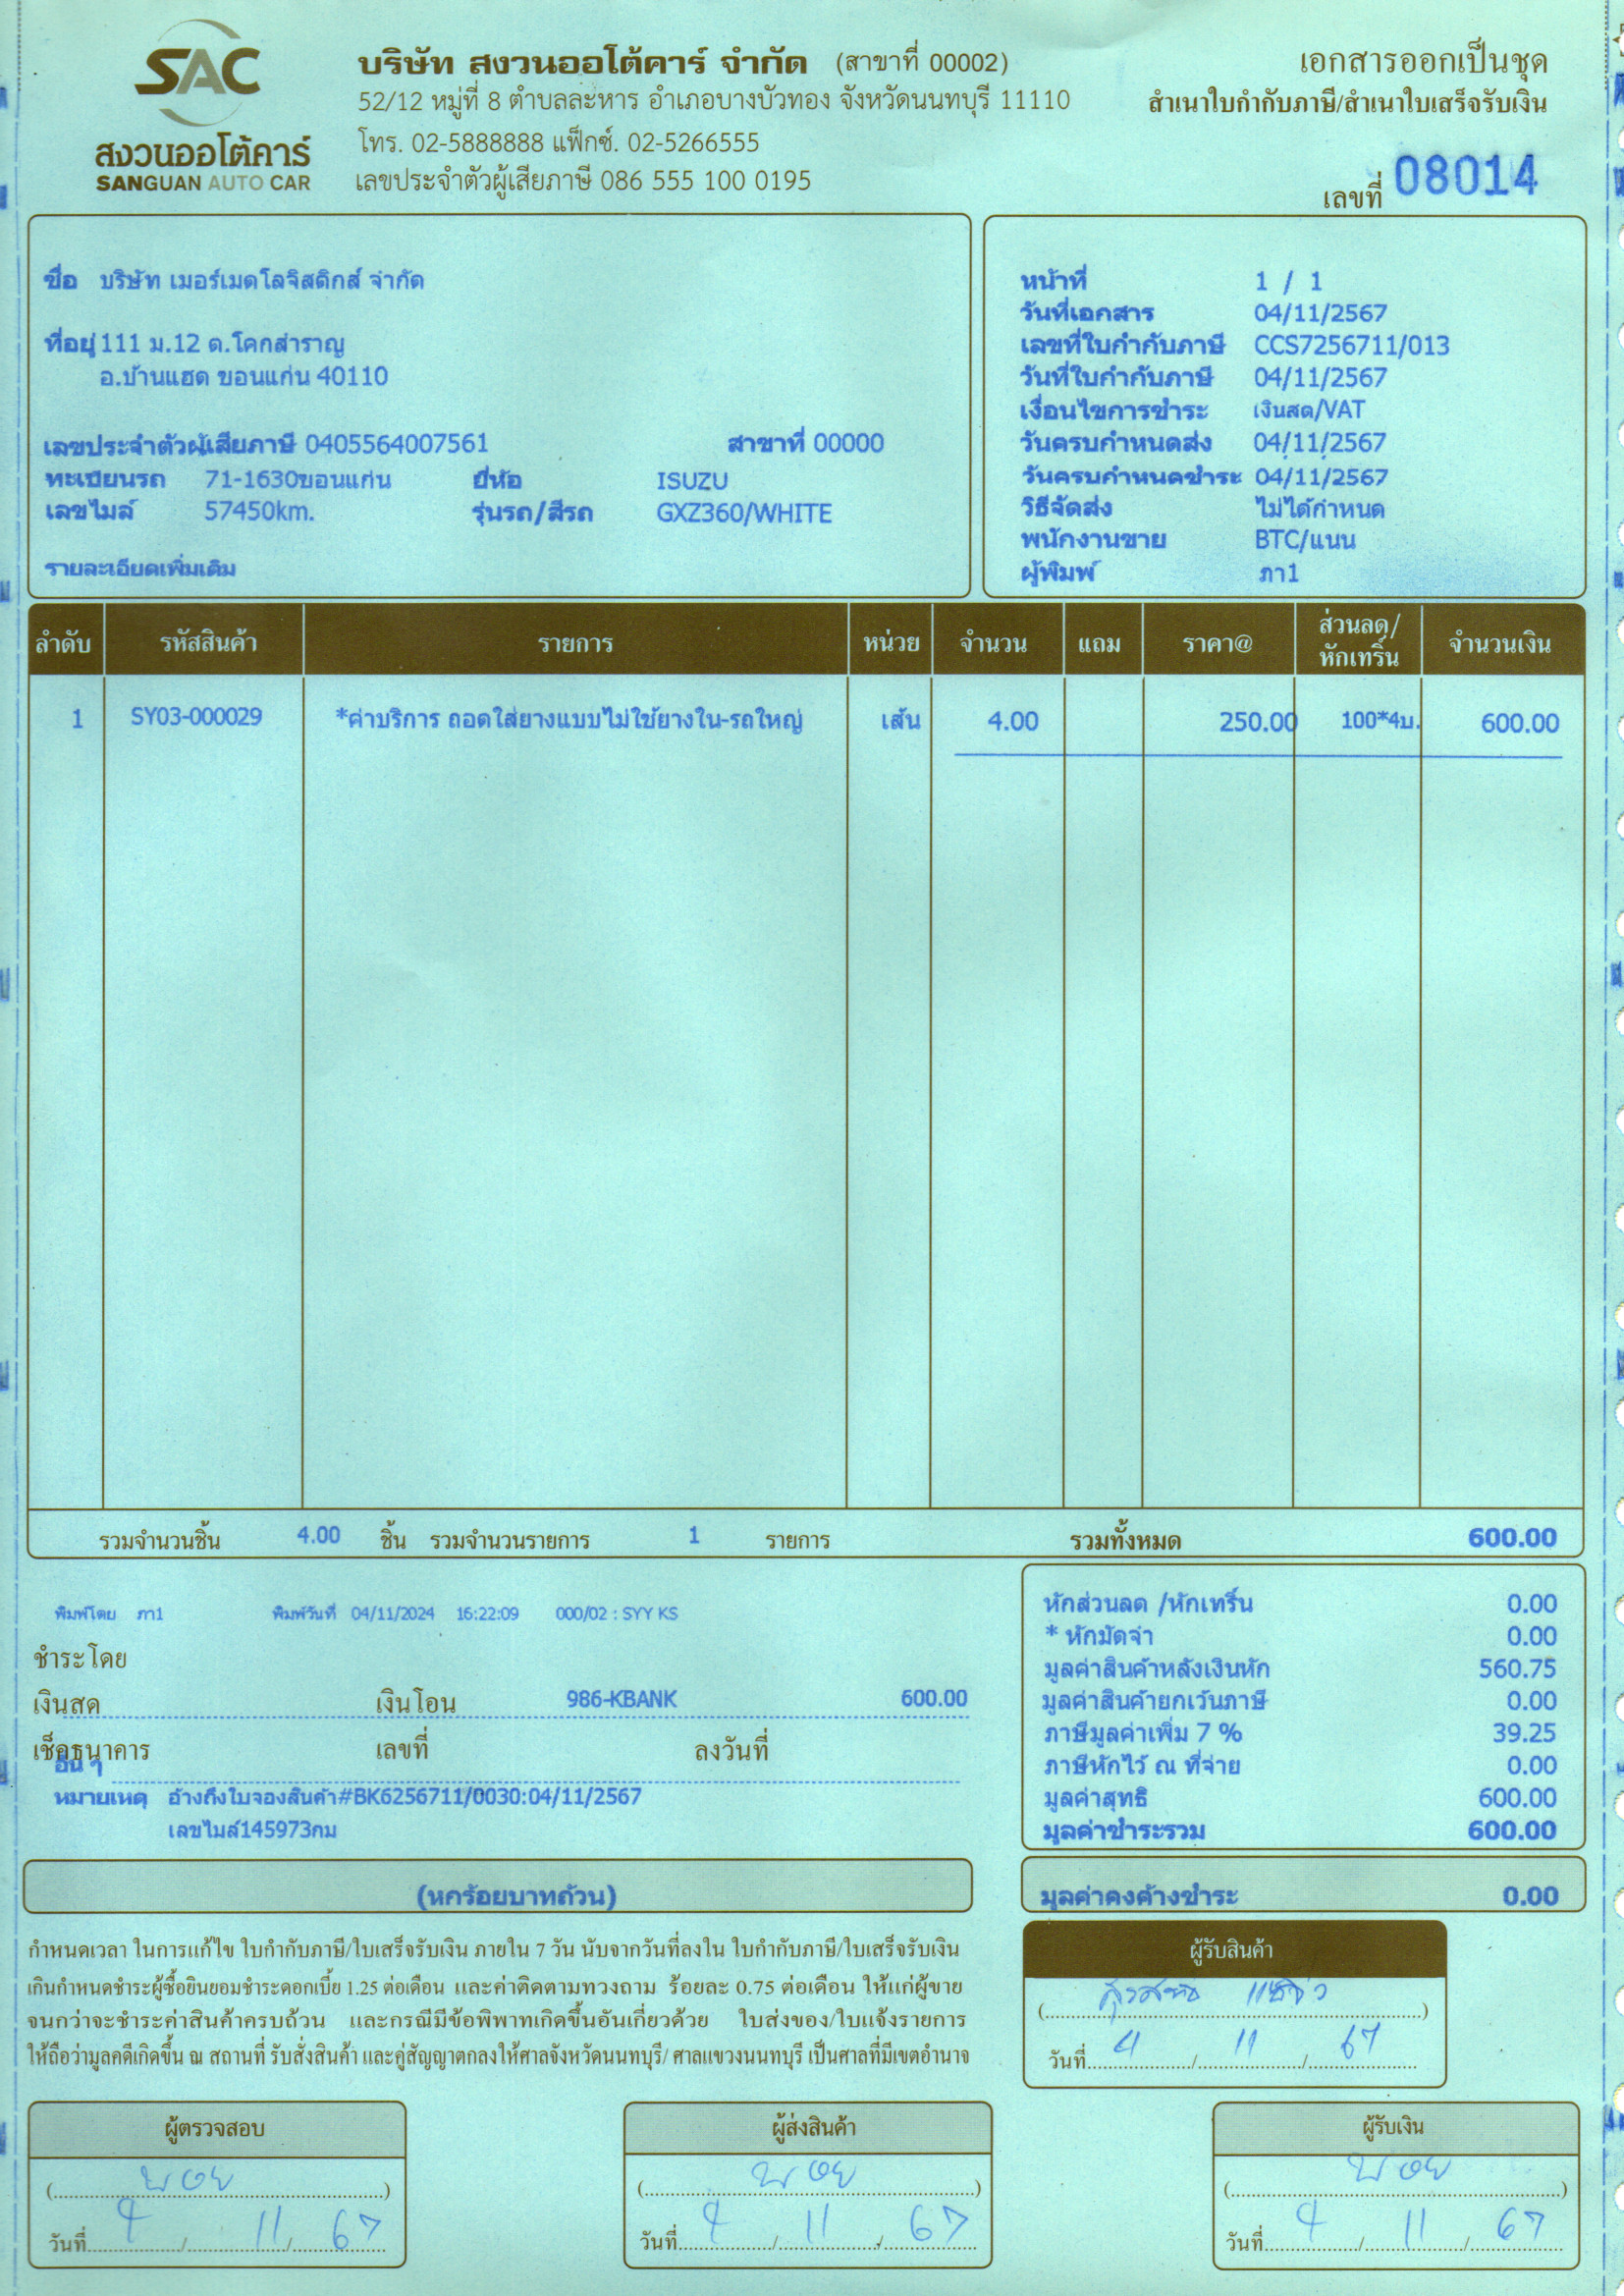 SAC
สงวนออโต้คาร์
SANGUAN AUTO CAR
บริษัท สงวนออโต้คาร์ จำกัด (สาขาที่ 00002)
52/12 หมู่ที่ 8 ตำบลละหาร อำเภอบางบัวทอง จังหวัดนนทบุรี 11110
โทร. 02-5888888 แฟ็กซ์. 02-5266555
เลขประจำตัวผู้เสียภาษี 086 555 100 0195
เอกสารออกเป็นชุด
สำเนาใบกำกับภาษี/สำเนาใบเสร็จรับเงิน
เลขที่ 08014
ชื่อ บริษัท เมอร์เมดโลจิสติกส์ จำกัด
ที่อยู่ 111 ม.12 ต.โคกสำราญ
อ.บ้านแฮด ขอนแก่น 40110
เลขประจำตัวผู้เสียภาษี 0405564007561 สาขาที่ 00000
ทะเบียนรถ 71-1630ขอนแก่น ยี่ห้อ ISUZU
เลขไมล์ 57450km. รุ่นรถ/สีรถ GXZ360/WHITE
รายละเอียดเพิ่มเติม
หน้าที่ 1 / 1
วันที่เอกสาร 04/11/2567
เลขที่ใบกำกับภาษี CCS7256711/013
วันที่ใบกำกับภาษี 04/11/2567
เงื่อนไขการชำระ เงินสด/VAT
วันครบกำหนดส่ง 04/11/2567
วันครบกำหนดชำระ 04/11/2567
วิธีจัดส่ง ไม่ได้กำหนด
พนักงานขาย BTC/แนน
ผู้พิมพ์ ภา1
ลำดับ รหัสสินค้า รายการ หน่วย จำนวน แถม ราคา@ ส่วนลด/หักเทริ์น จำนวนเงิน
1 SY03-000029 *ค่าบริการ ถอดใส่ยางแบบไม่ใช้ยางใน-รถใหญ่ เส้น 4.00 250.00 100*4บ. 600.00
รวมจำนวนชิ้น 4.00 ชิ้น รวมจำนวนรายการ 1 รายการ รวมทั้งหมด 600.00
พิมพ์โดย ภา1 พิมพ์วันที่ 04/11/2024 16:22:09 000/02 : SYY KS
ชำระโดย
เงินสด เงินโอน 986-KBANK 600.00
เช็คธนาคาร เลขที่ ลงวันที่
อื่น ๆ
หมายเหตุ อ้างถึงใบจองสินค้า#BK6256711/0030:04/11/2567
เลขไมล์145973กม
หักส่วนลด /หักเทริ์น 0.00
* หักมัดจำ 0.00
มูลค่าสินค้าหลังเงินหัก 560.75
มูลค่าสินค้ายกเว้นภาษี 0.00
ภาษีมูลค่าเพิ่ม 7 % 39.25
ภาษีหักไว้ ณ ที่จ่าย 0.00
มูลค่าสุทธิ 600.00
มูลค่าชำระรวม 600.00
(หกร้อยบาทถ้วน)
มูลค่าคงค้างชำระ 0.00
กำหนดเวลา ในการแก้ไข ใบกำกับภาษี/ใบเสร็จรับเงิน ภายใน 7 วัน นับจากวันที่ลงใน ใบกำกับภาษี/ใบเสร็จรับเงิน
เกินกำหนดชำระผู้ซื้อยินยอมชำระดอกเบี้ย 1.25 ต่อเดือน และค่าติดตามทวงถาม ร้อยละ 0.75 ต่อเดือน ให้แก่ผู้ขาย
จนกว่าจะชำระค่าสินค้าครบถ้วน และกรณีมีข้อพิพาทเกิดขึ้นอันเกี่ยวด้วย ใบส่งของ/ใบแจ้งรายการ
ให้ถือว่ามูลคดีเกิดขึ้น ณ สถานที่ รับสั่งสินค้า และคู่สัญญาตกลงให้ศาลจังหวัดนนทบุรี/ ศาลแขวงนนทบุรี เป็นศาลที่มีเขตอำนาจ
ผู้รับสินค้า
วันที่ 4 / 11 / 67
ผู้ตรวจสอบ
วันที่ 4 / 11 / 67
ผู้ส่งสินค้า
วันที่ 4 / 11 / 67
ผู้รับเงิน
วันที่ 4 / 11 / 67